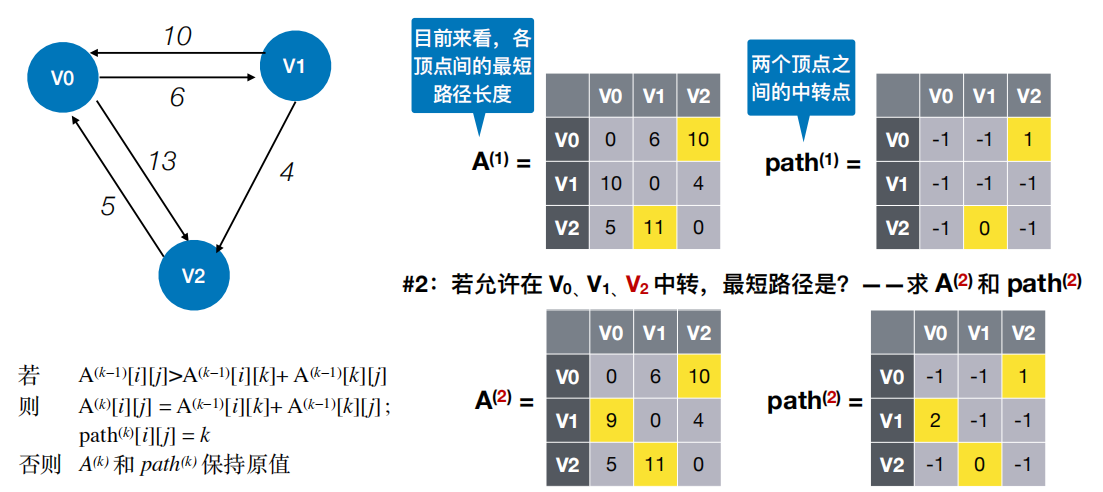 10
V0
V1
6
13
4
5
V2
目前来看，各
顶点间的最短
路径长度
A(1) =
V0 V1 V2
V0 0 6 10
V1 10 0 4
V2 5 11 0
两个顶点之
间的中转点
path(1) =
V0 V1 V2
V0 -1 -1 1
V1 -1 -1 -1
V2 -1 0 -1
#2：若允许在 V0、V1、V2 中转，最短路径是？——求 A(2) 和 path(2)
A(2) =
V0 V1 V2
V0 0 6 10
V1 9 0 4
V2 5 11 0
path(2) =
V0 V1 V2
V0 -1 -1 1
V1 2 -1 -1
V2 -1 0 -1
若 A(k−1)[i][j]>A(k−1)[i][k]+ A(k−1)[k][j]
则 A(k)[i][j] = A(k−1)[i][k]+ A(k−1)[k][j] ;
path(k)[i][j] = k
否则 A(k) 和 path(k) 保持原值